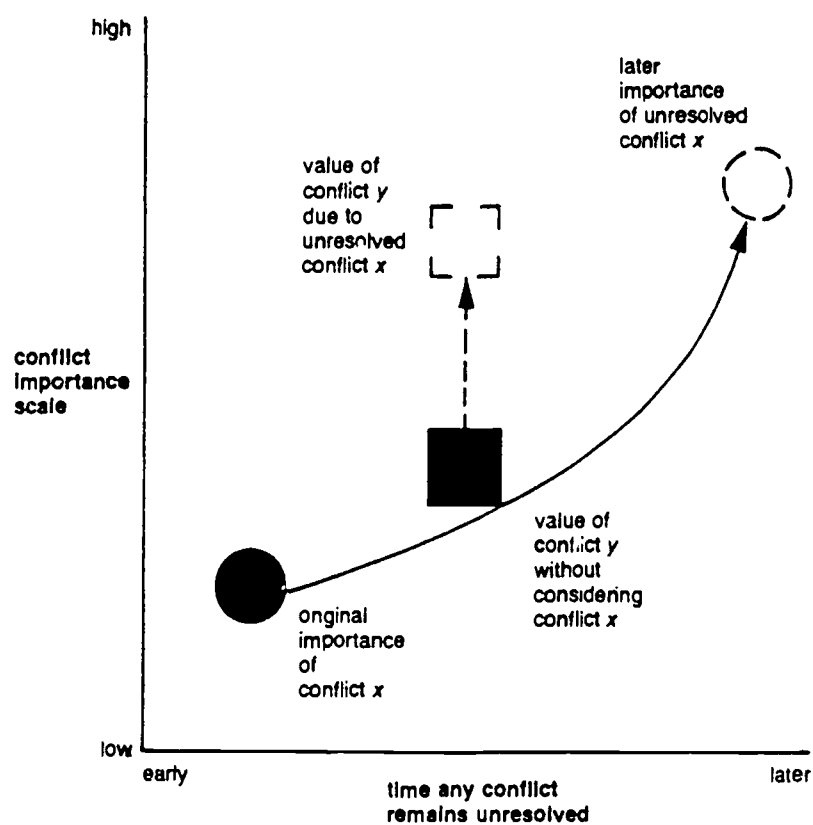 high
later
importance
of unresolved
conflict x
value of
conflict y
due to
unresolved
conflict x
conflict
importance
scale
value of
conflict y
without
considering
conflict x
onginal
importance
of
conflict x
low
early
later
time any conflict
remains unresolved